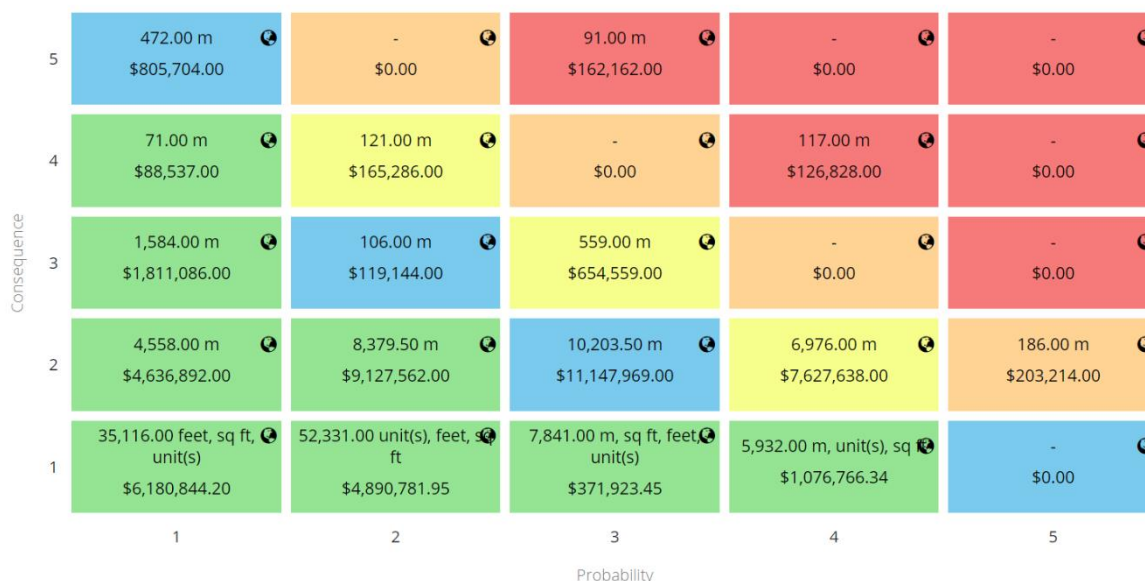 Consequence
5
472.00 m
$805,704.00
-
$0.00
91.00 m
$162,162.00
-
$0.00
-
$0.00
4
71.00 m
$88,537.00
121.00 m
$165,286.00
-
$0.00
117.00 m
$126,828.00
-
$0.00
3
1,584.00 m
$1,811,086.00
106.00 m
$119,144.00
559.00 m
$654,559.00
-
$0.00
-
$0.00
2
4,558.00 m
$4,636,892.00
8,379.50 m
$9,127,562.00
10,203.50 m
$11,147,969.00
6,976.00 m
$7,627,638.00
186.00 m
$203,214.00
1
35,116.00 feet, sq ft,
unit(s)
$6,180,844.20
52,331.00 unit(s), feet, sq
ft
$4,890,781.95
7,841.00 m, sq ft, feet,
unit(s)
$371,923.45
5,932.00 m, unit(s), sq ft
$1,076,766.34
-
$0.00
1 2 3 4 5
Probability